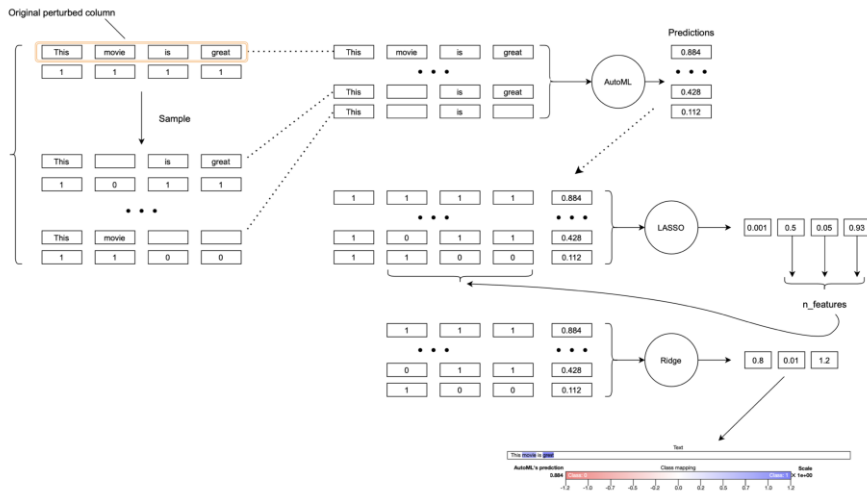 Original perturbed column
This movie is great
1 1 1 1
Sample
This is great
1 0 1 1
This movie
1 1 0 0
This movie is great
This is great
This is
AutoML
Predictions
0.884
0.428
0.112
1 1 1 1 0.884
1 0 1 1 0.428
1 1 0 0 0.112
LASSO
0.001 0.5 0.05 0.93
n_features
1 1 1 0.884
0 1 1 0.428
1 0 0 0.112
Ridge
0.8 0.01 1.2
Text
This movie is great
AutoML's prediction Class mapping Scale
0.884 Class: 0 Class: 1 × 1e+00
-1.2 -1.0 -0.7 -0.5 -0.2 0.0 0.2 0.5 0.7 1.0 1.2